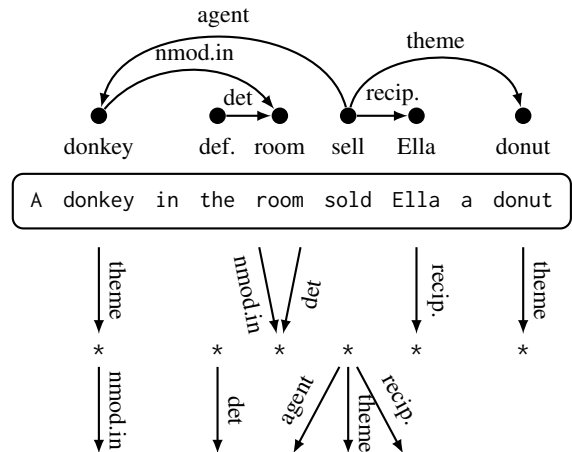 agent
nmod.in
theme
det
recip.
donkey def. room sell Ella donut
A donkey in the room sold Ella a donut
theme nmod.in det recip. theme
* * * * * *
nmod.in det agent theme recip.